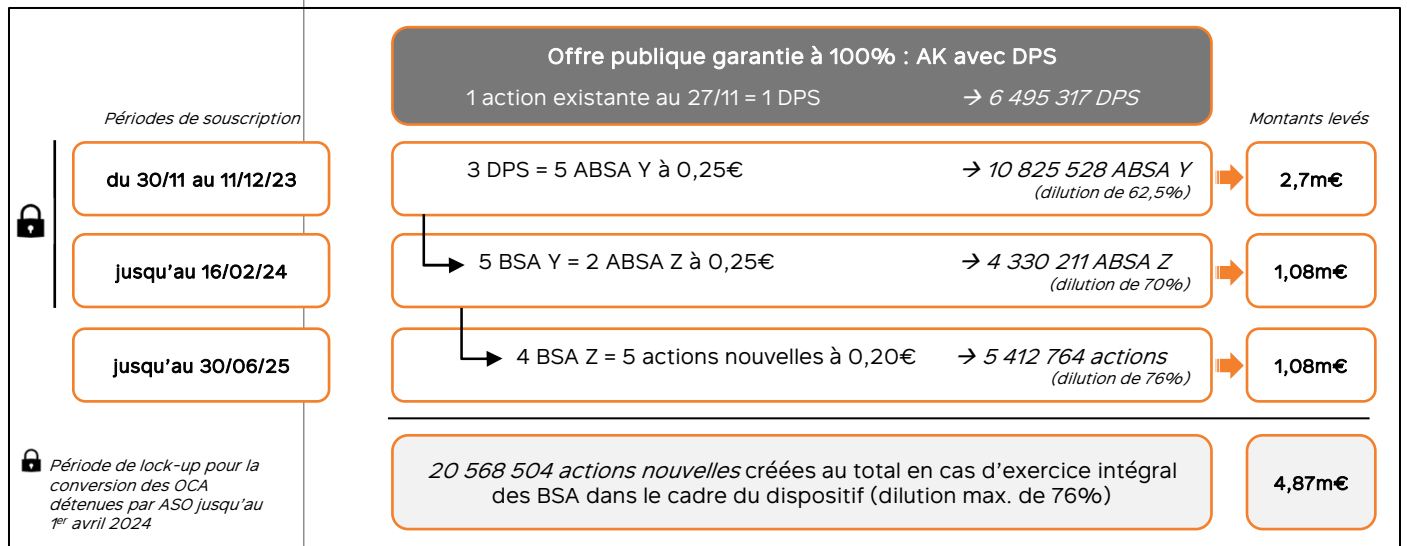 Offre publique garantie à 100% : AK avec DPS
1 action existante au 27/11 = 1 DPS → 6 495 317 DPS
Périodes de souscription
Montants levés
du 30/11 au 11/12/23
3 DPS = 5 ABSA Y à 0,25€ → 10 825 528 ABSA Y
(dilution de 62,5%)
2,7m€
jusqu'au 16/02/24
5 BSA Y = 2 ABSA Z à 0,25€ → 4 330 211 ABSA Z
(dilution de 70%)
1,08m€
jusqu'au 30/06/25
4 BSA Z = 5 actions nouvelles à 0,20€ → 5 412 764 actions
(dilution de 76%)
1,08m€
Période de lock-up pour la
conversion des OCA
détenues par ASO jusqu'au
1er avril 2024
20 568 504 actions nouvelles créées au total en cas d'exercice intégral
des BSA dans le cadre du dispositif (dilution max. de 76%)
4,87m€